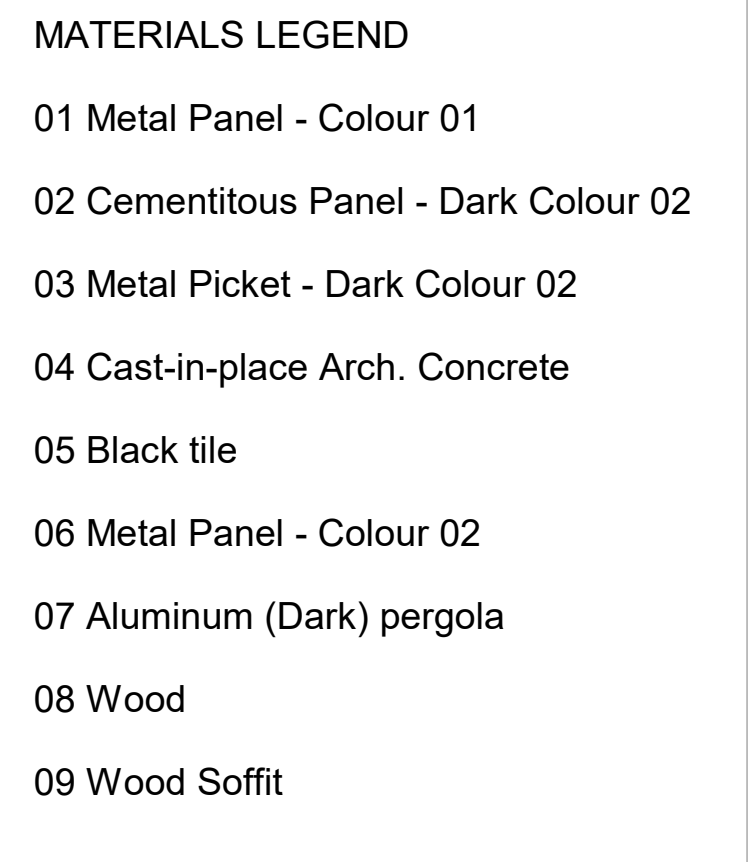 MATERIALS LEGEND
01 Metal Panel - Colour 01
02 Cementitous Panel - Dark Colour 02
03 Metal Picket - Dark Colour 02
04 Cast-in-place Arch. Concrete
05 Black tile
06 Metal Panel - Colour 02
07 Aluminum (Dark) pergola
08 Wood
09 Wood Soffit